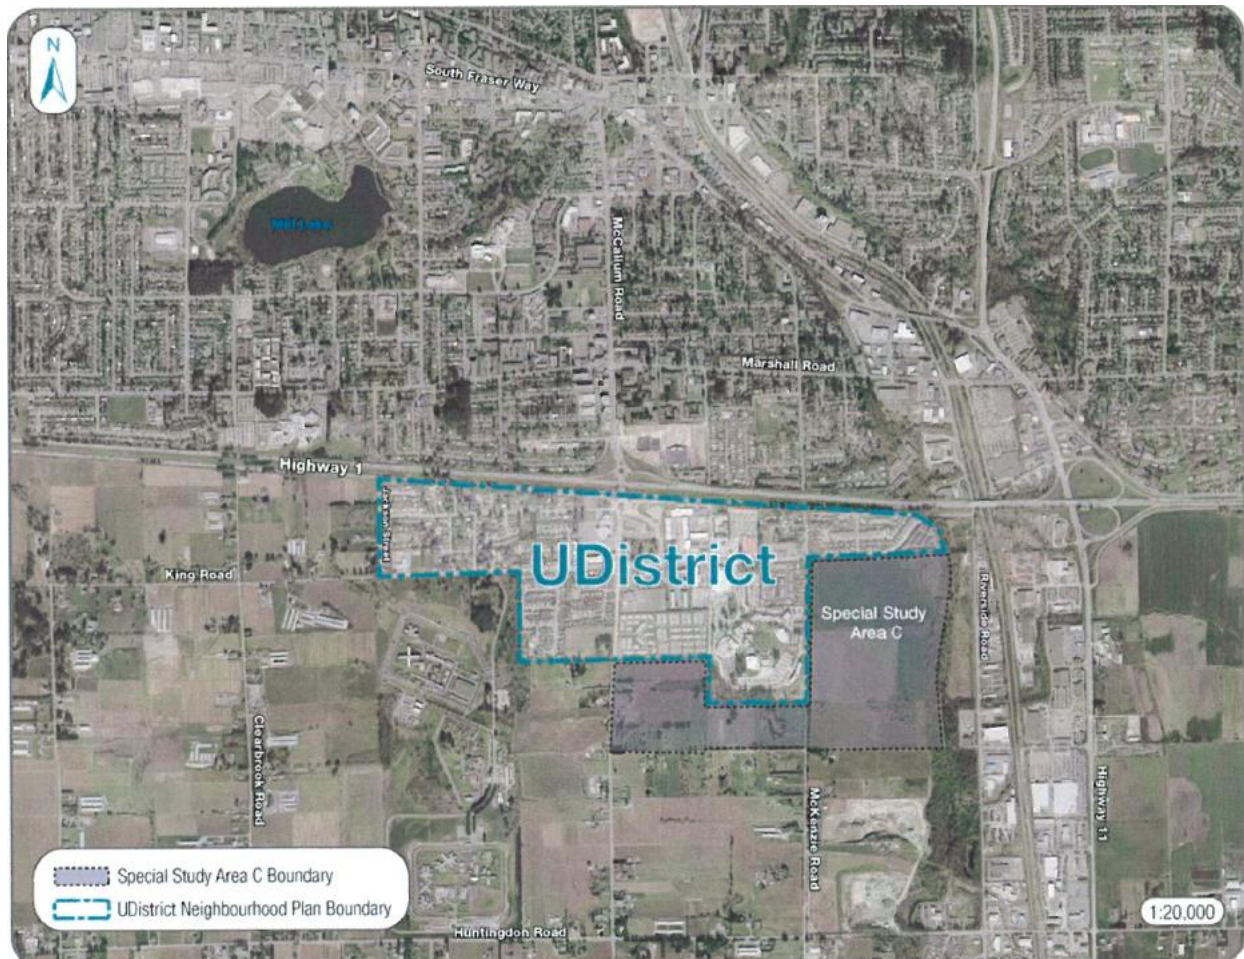 N
South Fraser Way
Mill Lake
McCallum Road
Marshall Road
Highway 1
Jackson Street
UDistrict
King Road
Special Study
Area C
Riverside Road
Clearbrook Road
McKenzie Road
Highway 11
Special Study Area C Boundary
UDistrict Neighbourhood Plan Boundary
1:20,000
Huntingdon Road